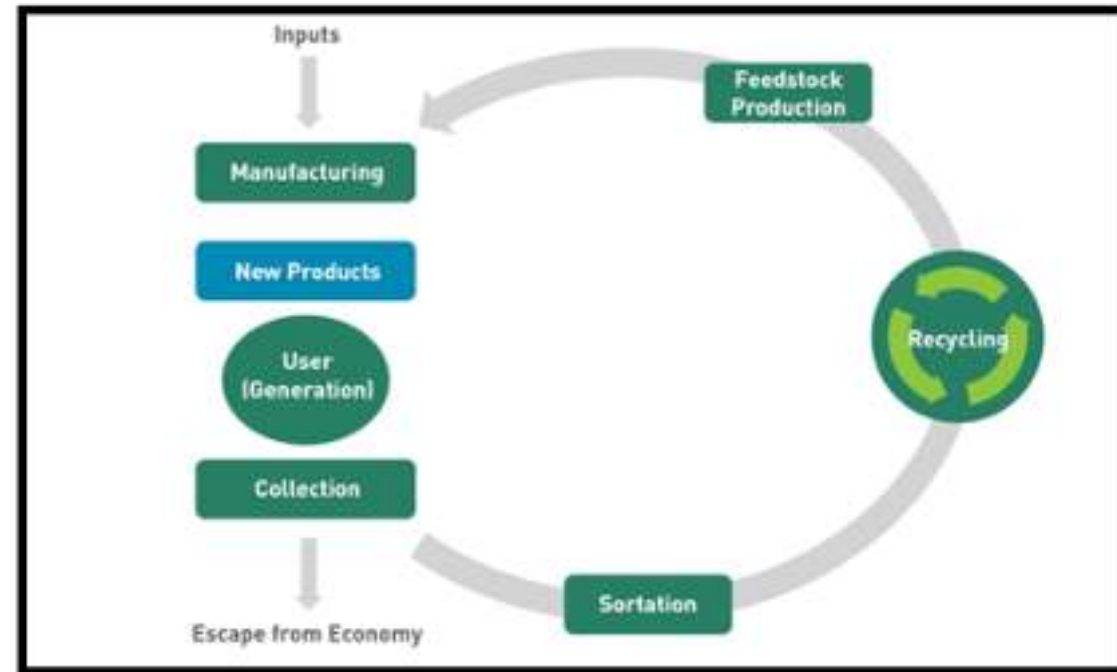 Inputs
Feedstock
Production
Manufacturing
New Products
Recycling
User
(Generation)
Collection
Sortation
Escape from Economy